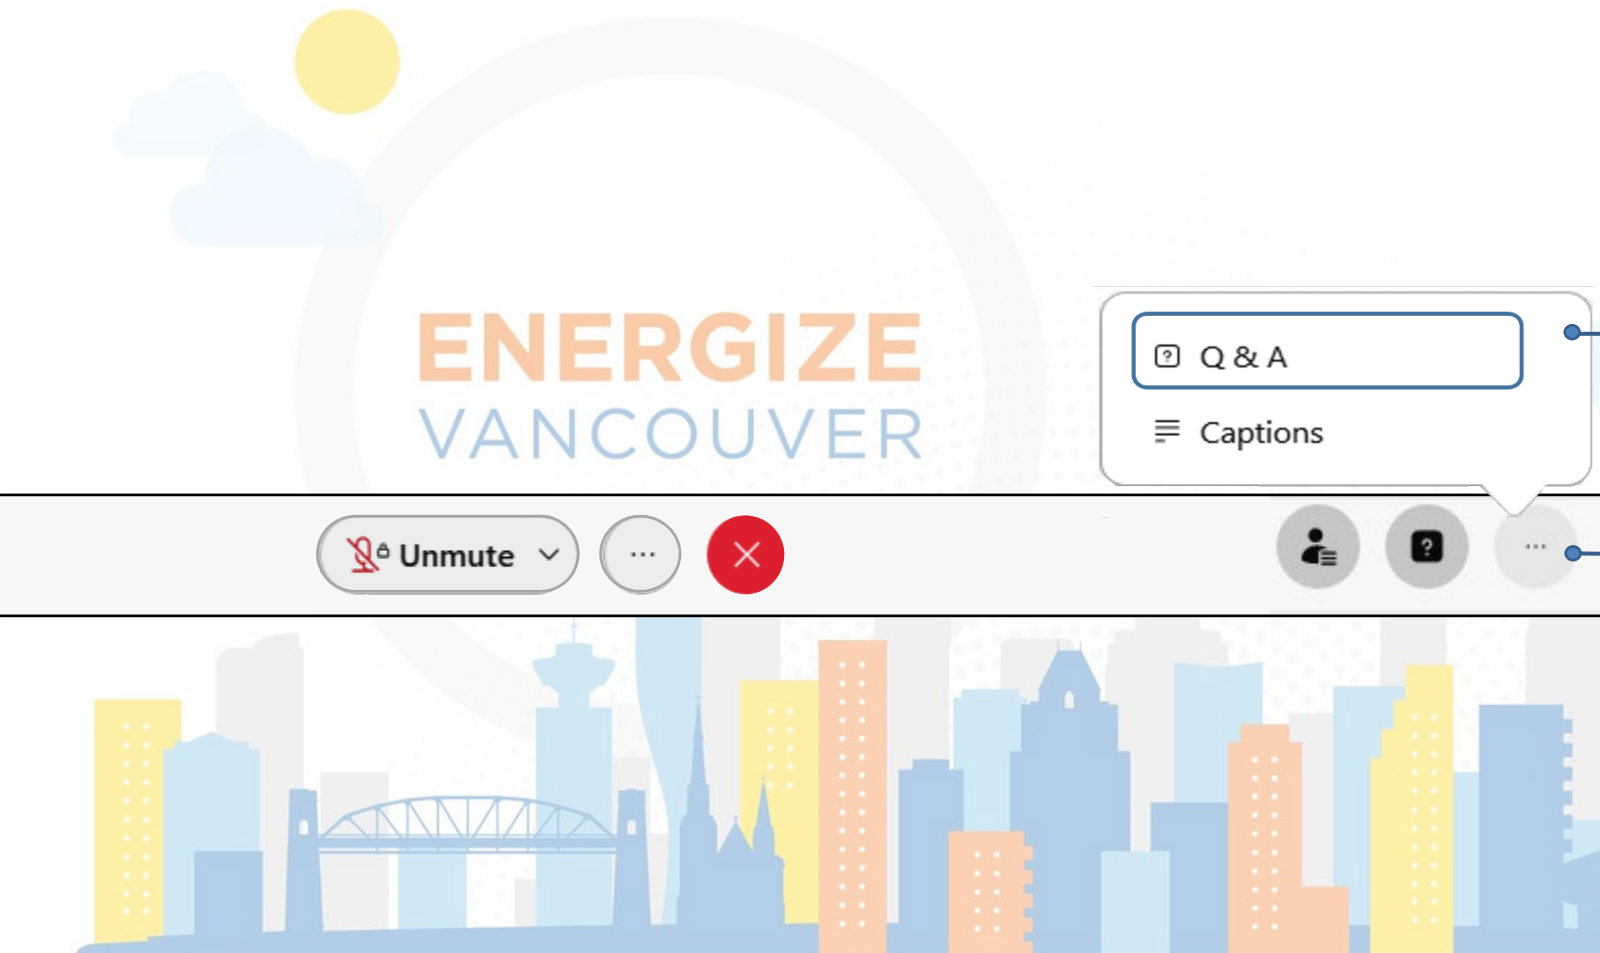 ENERGIZE
VANCOUVER
Q & A
Captions
Unmute